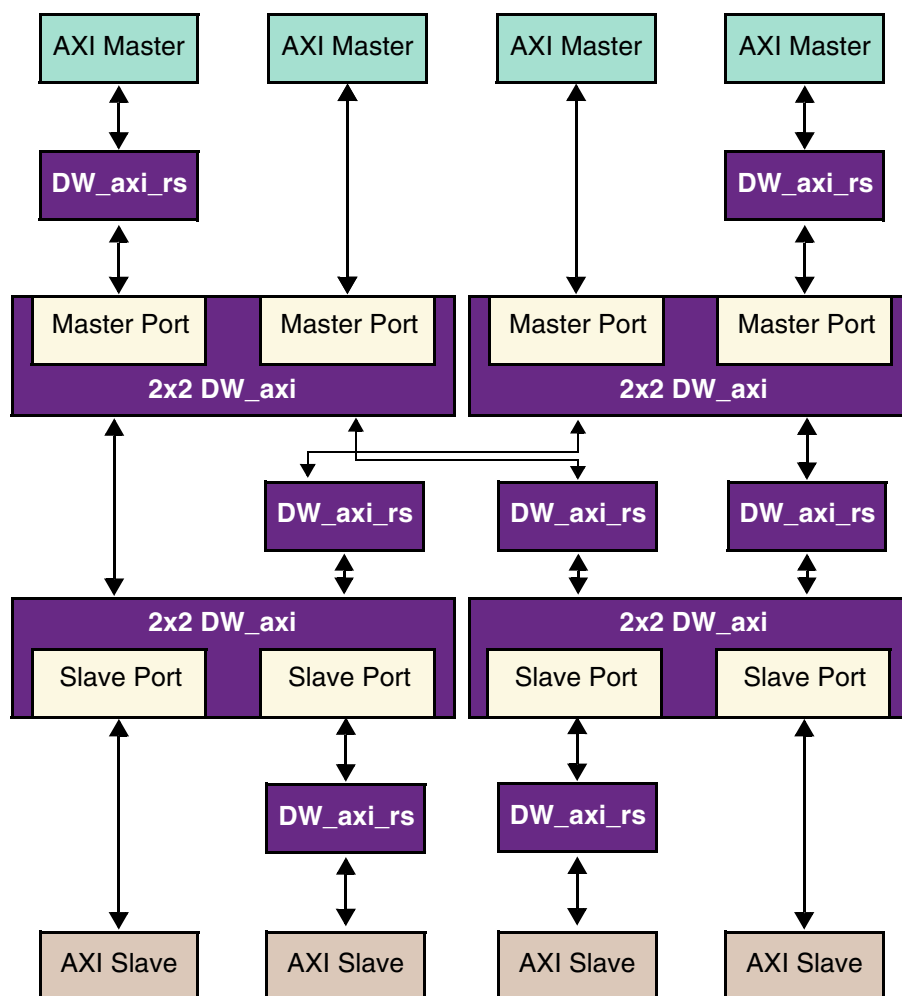 AXI Master
AXI Master
AXI Master
AXI Master
DW_axi_rs
DW_axi_rs
Master Port
Master Port
Master Port
Master Port
2x2 DW_axi
2x2 DW_axi
DW_axi_rs
DW_axi_rs
DW_axi_rs
2x2 DW_axi
2x2 DW_axi
Slave Port
Slave Port
Slave Port
Slave Port
DW_axi_rs
DW_axi_rs
AXI Slave
AXI Slave
AXI Slave
AXI Slave